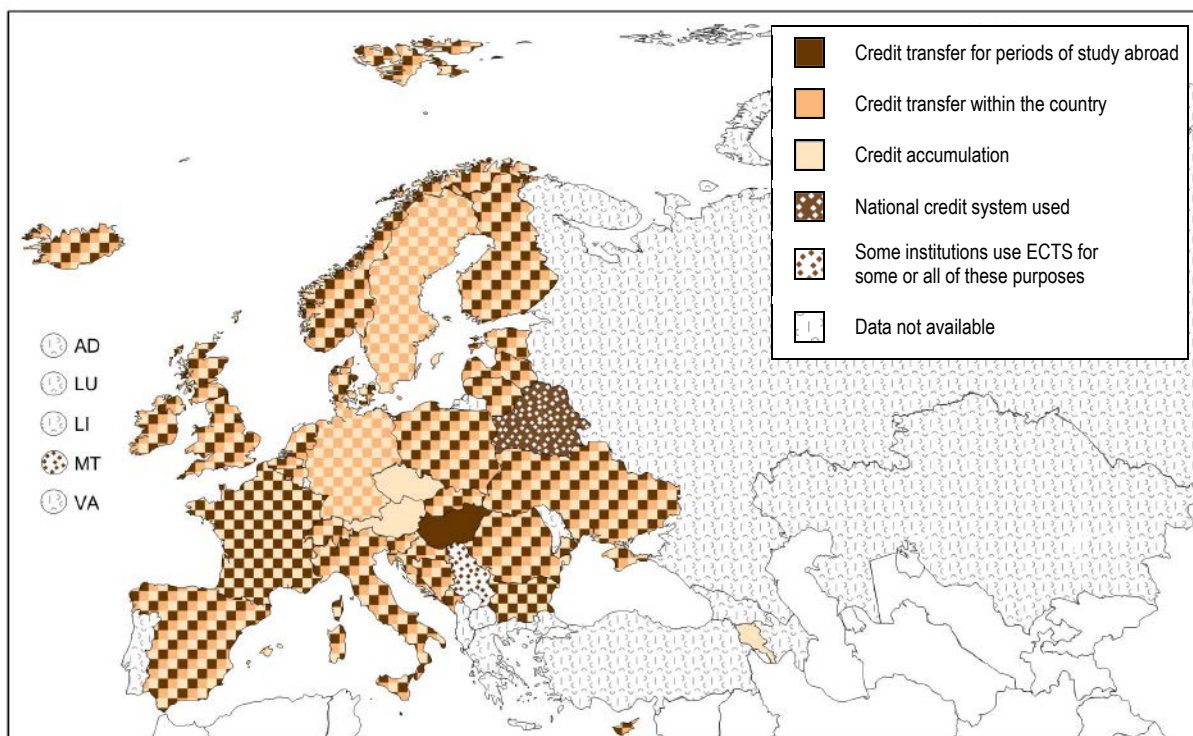 Credit transfer for periods of study abroad
Credit transfer within the country
Credit accumulation
National credit system used
Some institutions use ECTS for
some or all of these purposes
Data not available
AD
LU
LI
MT
VA